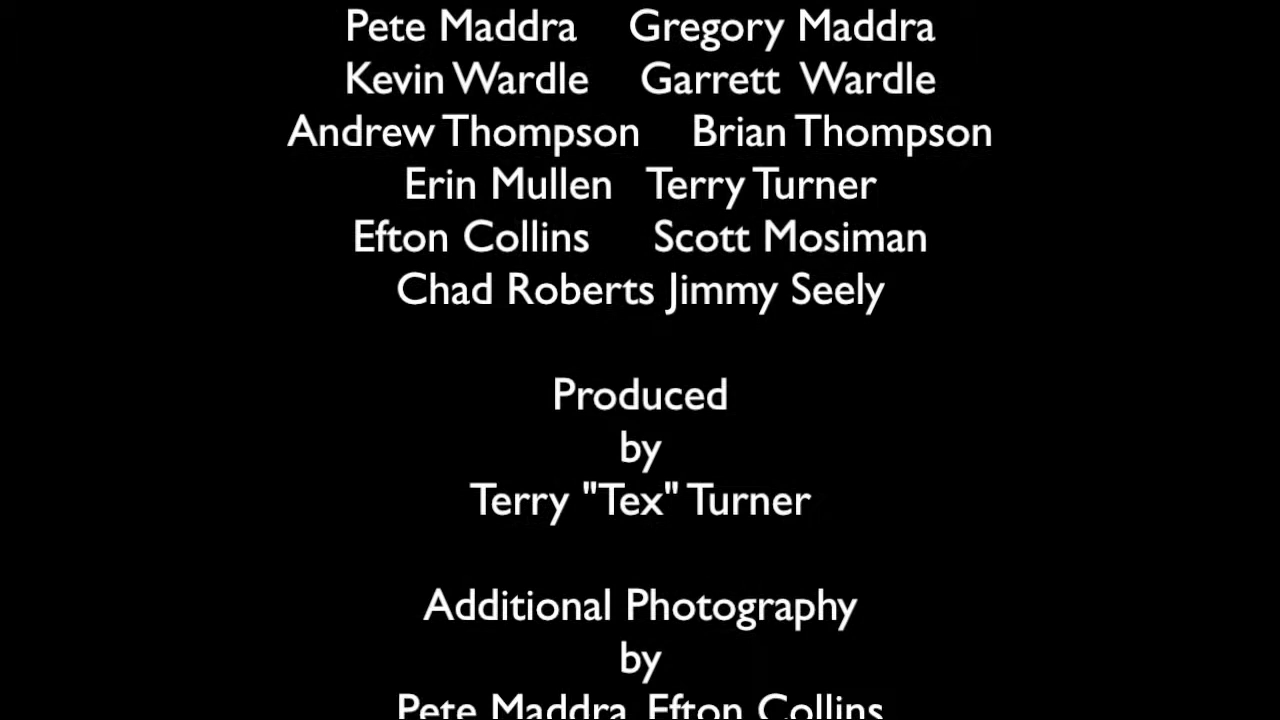 Pete Maddra Gregory Maddra
Kevin Wardle Garrett Wardle
Andrew Thompson Brian Thompson
Erin Mullen Terry Turner
Efton Collins Scott Mosiman
Chad Roberts Jimmy Seely
Produced
by
Terry "Tex" Turner
Additional Photography
by
Pete Maddra Efton Collins